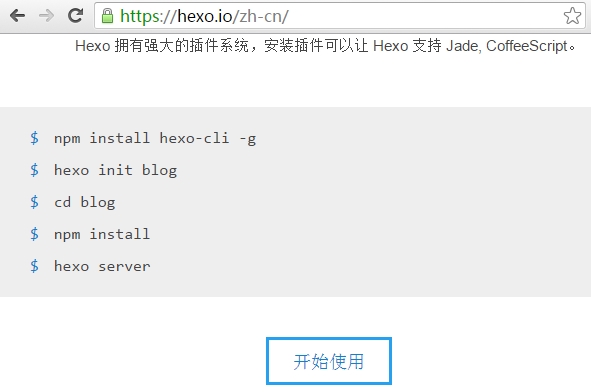 https://hexo.io/zh-cn/
Hexo 拥有强大的插件系统，安装插件可以让 Hexo 支持 Jade, CoffeeScript。
$ npm install hexo-cli -g
$ hexo init blog
$ cd blog
$ npm install
$ hexo server
开始使用